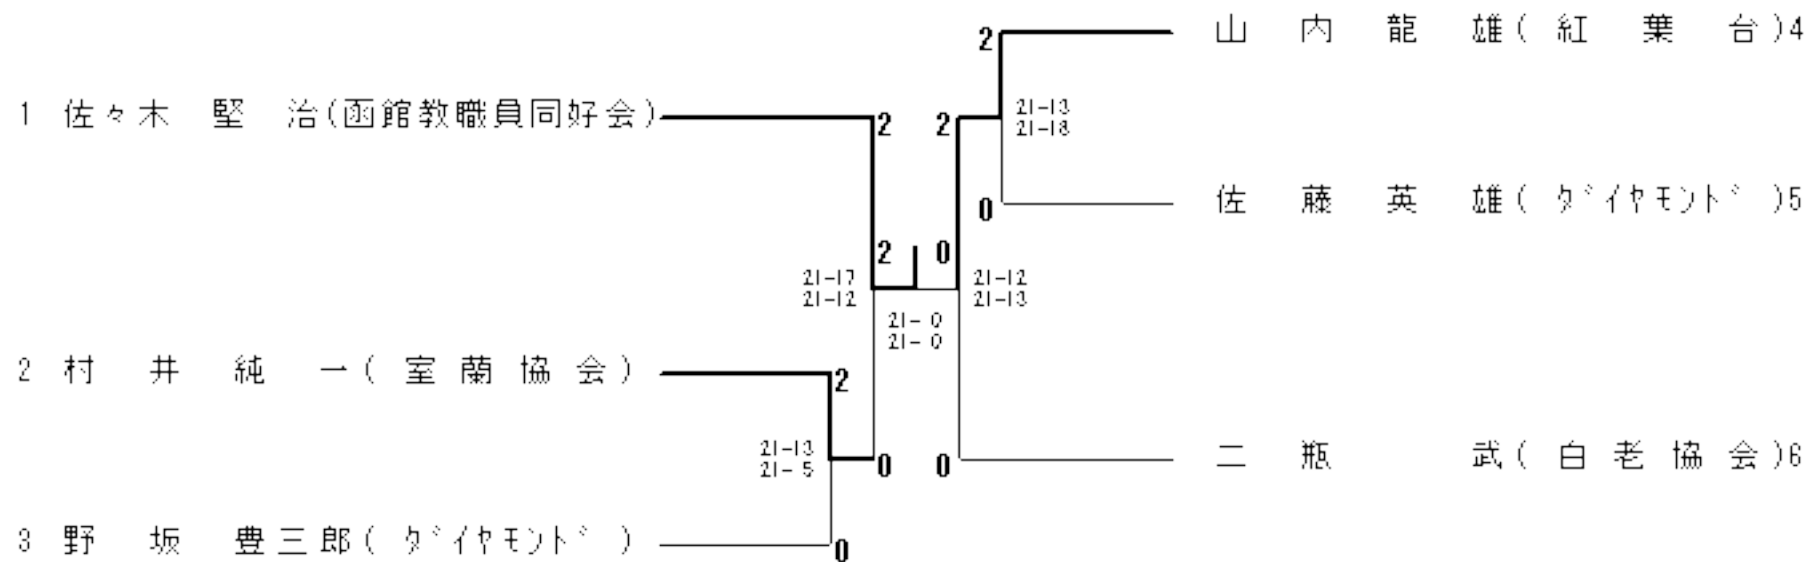 山 内 龍 雄( 紅 葉 台)4
2
1 佐々木 堅 治(函館教職員同好会)
2 2
21-13
21-18
佐 藤 英 雄( ﾀﾞｲﾔﾓﾝﾄﾞ )5
0
2 0
21-17 21-12
21-12 21-13
21- 0
21- 0
2 村 井 純 一( 室 蘭 協 会)
2
21-13
21- 5
0 0
二 瓶 武( 白 老 協 会)6
3 野 坂 豊三郎( ﾀﾞｲﾔﾓﾝﾄﾞ )
0